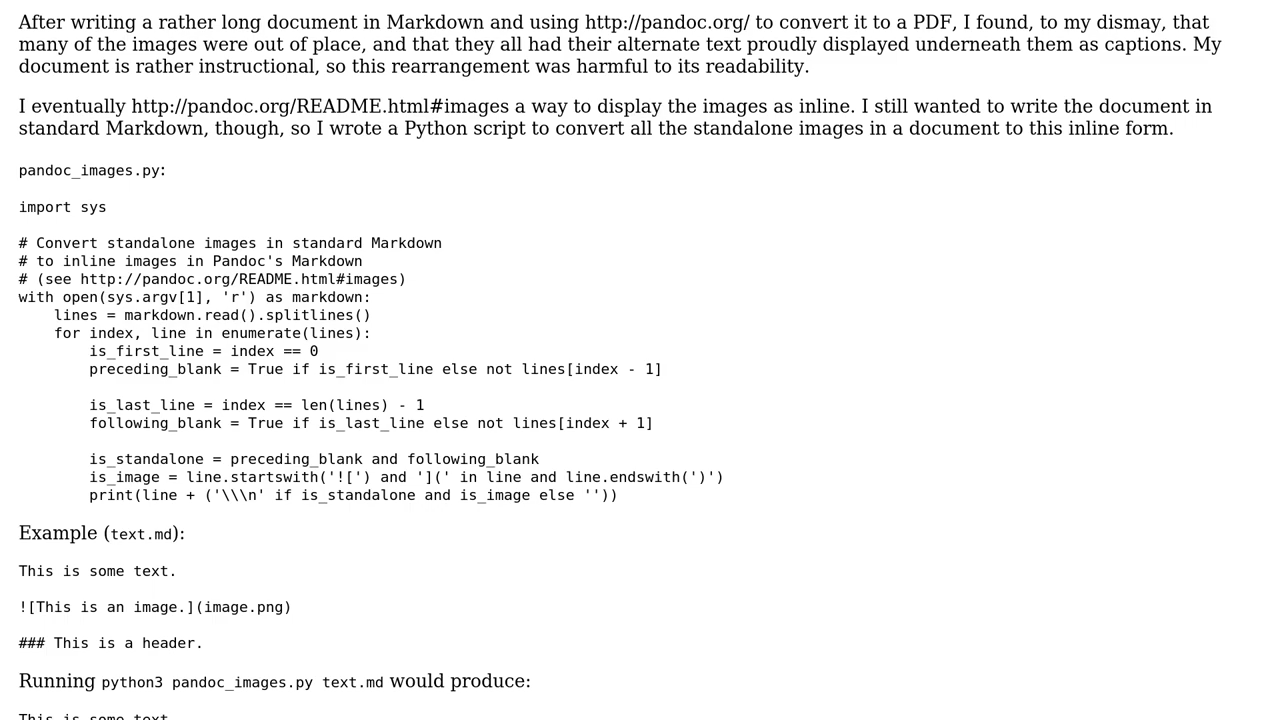 After writing a rather long document in Markdown and using http://pandoc.org/ to convert it to a PDF, I found, to my dismay, that
many of the images were out of place, and that they all had their alternate text proudly displayed underneath them as captions. My
document is rather instructional, so this rearrangement was harmful to its readability.
I eventually http://pandoc.org/README.html#images a way to display the images as inline. I still wanted to write the document in
standard Markdown, though, so I wrote a Python script to convert all the standalone images in a document to this inline form.
pandoc_images.py:
import sys
# Convert standalone images in standard Markdown
# to inline images in Pandoc's Markdown
# (see http://pandoc.org/README.html#images)
with open(sys.argv[1], 'r') as markdown:
    lines = markdown.read().splitlines()
    for index, line in enumerate(lines):
        is_first_line = index == 0
        preceding_blank = True if is_first_line else not lines[index - 1]
        is_last_line = index == len(lines) - 1
        following_blank = True if is_last_line else not lines[index + 1]
        is_standalone = preceding_blank and following_blank
        is_image = line.startswith('![') and '](' in line and line.endswith(')')
        print(line + ('\\\n' if is_standalone and is_image else ''))
Example (text.md):
This is some text.
![This is an image.](image.png)
### This is a header.
Running python3 pandoc_images.py text.md would produce:
This is some text.